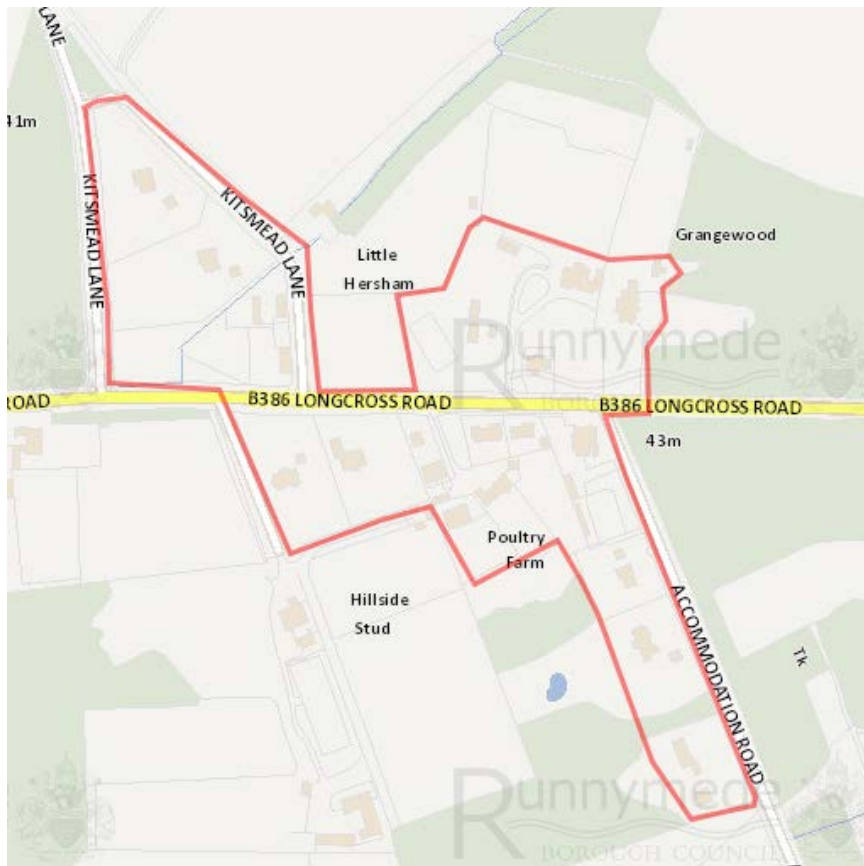 LANE
41m
KITSMEAD LANE
KITSMEAD LANE
Little
Hersham
Grangewood
Runnymede
ROAD
B386 LONGCROSS ROAD
B386 LONGCROSS ROAD
43m
Poultry
Farm
Hillside
Stud
ACCOMMODATION ROAD
Tk
Runnymede
BOROUGH COUNCIL